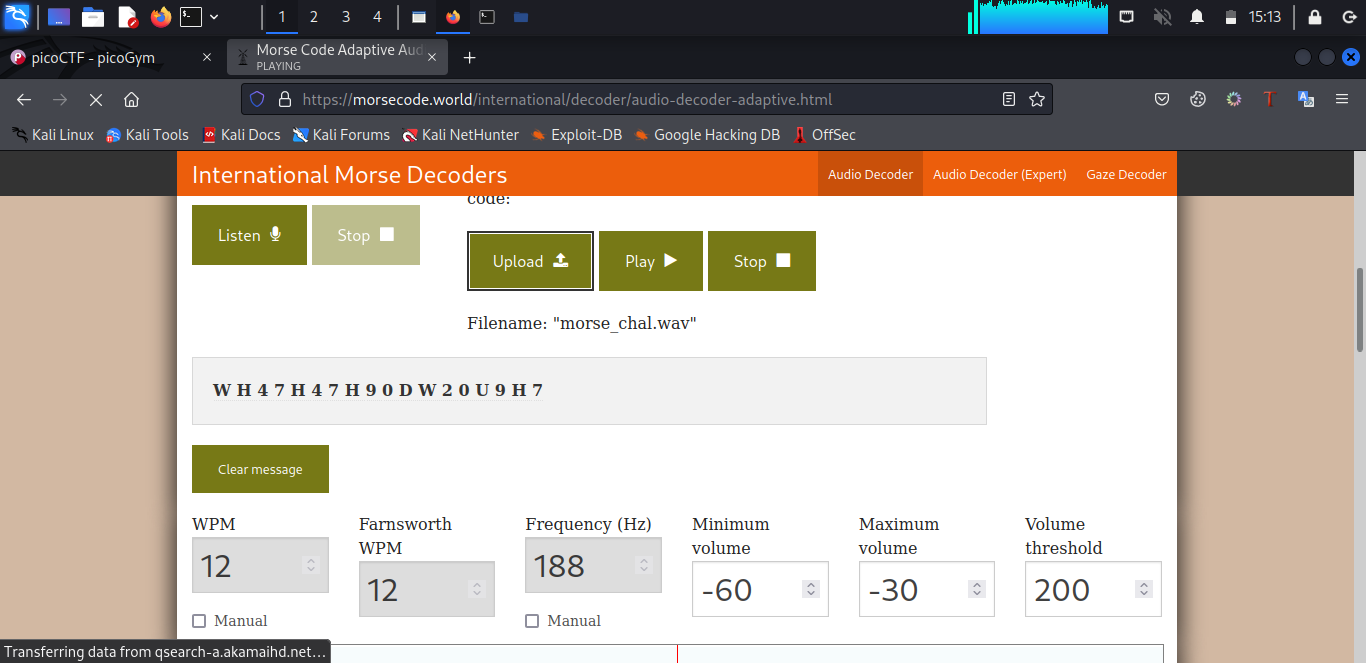 1 2 3 4 15:13
picoCTF - picoGym
Morse Code Adaptive Aud
PLAYING
https://morsecode.world/international/decoder/audio-decoder-adaptive.html
Kali Linux Kali Tools Kali Docs Kali Forums Kali NetHunter Exploit-DB Google Hacking DB OffSec
International Morse Decoders Audio Decoder Audio Decoder (Expert) Gaze Decoder
code:
Listen Stop
Upload Play Stop
Filename: "morse_chal.wav"
W H 4 7 H 4 7 H 9 0 D W 2 0 U 9 H 7
Clear message
WPM Farnsworth WPM Frequency (Hz) Minimum volume Maximum volume Volume threshold
12 12 188 -60 -30 200
Manual Manual
Transferring data from qsearch-a.akamaihd.net…